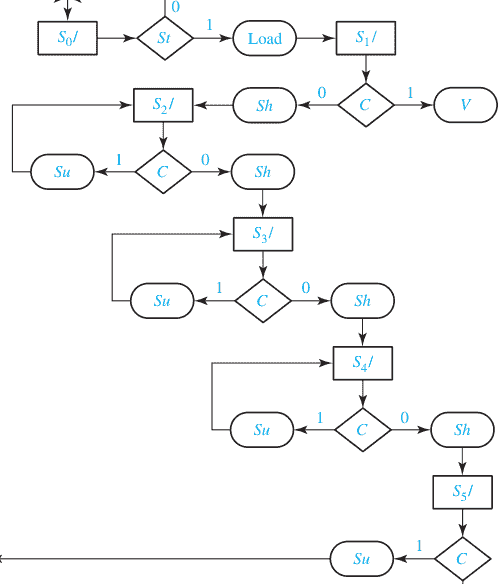 0
S₀/ St 1 Load S₁/
S₂/ Sh 0 C 1 V
Su 1 C 0 Sh
S₃/
Su 1 C 0 Sh
S₄/
Su 1 C 0 Sh
S₅/
Su 1 C